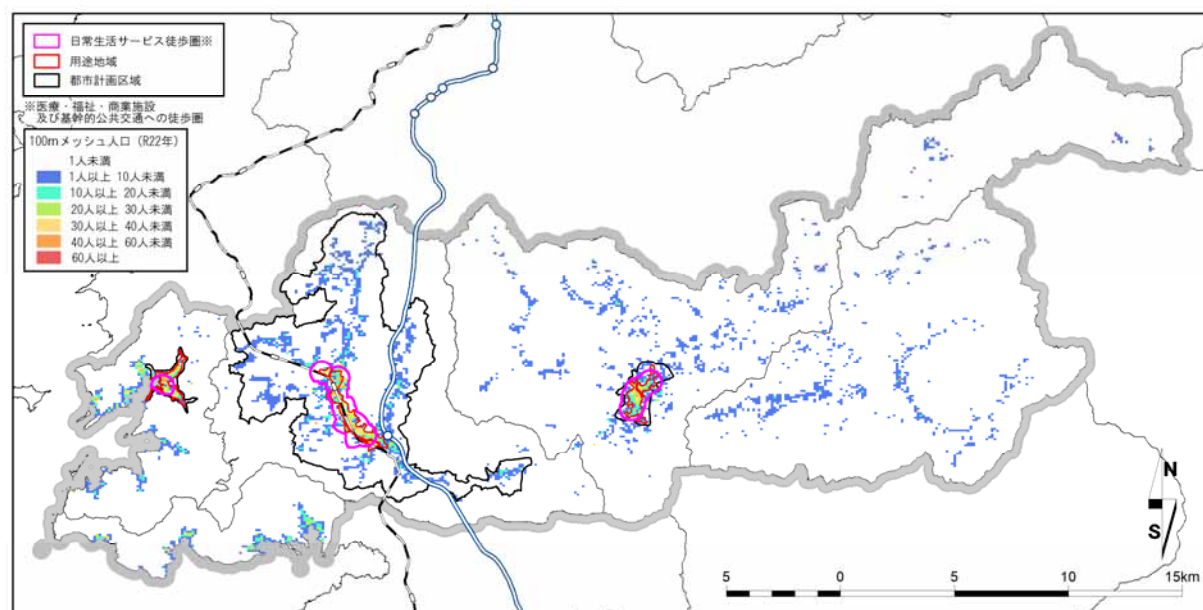 日常生活サービス徒歩圏※
用途地域
都市計画区域
※医療・福祉・商業施設
及び基幹的公共交通への徒歩圏
100mメッシュ人口（R22年）
1人未満
1人以上 10人未満
10人以上 20人未満
20人以上 30人未満
30人以上 40人未満
40人以上 60人未満
60人以上
N
S
5 0 5 10 15km